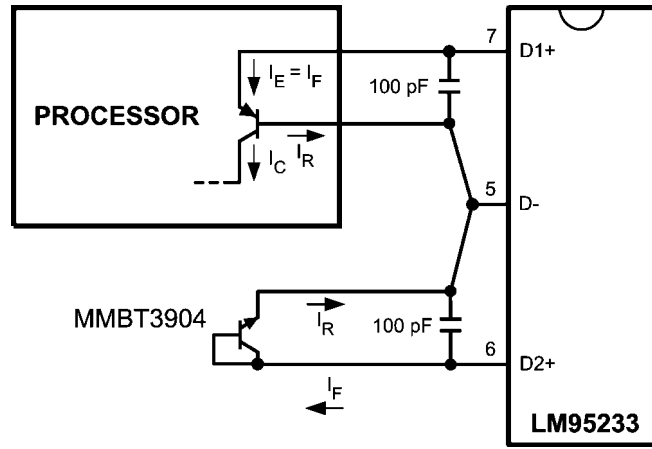 7
D1+
I_E = I_F
100 pF
PROCESSOR
I_R
I_C
5
D-
MMBT3904
I_R
100 pF
6
D2+
I_F
LM95233